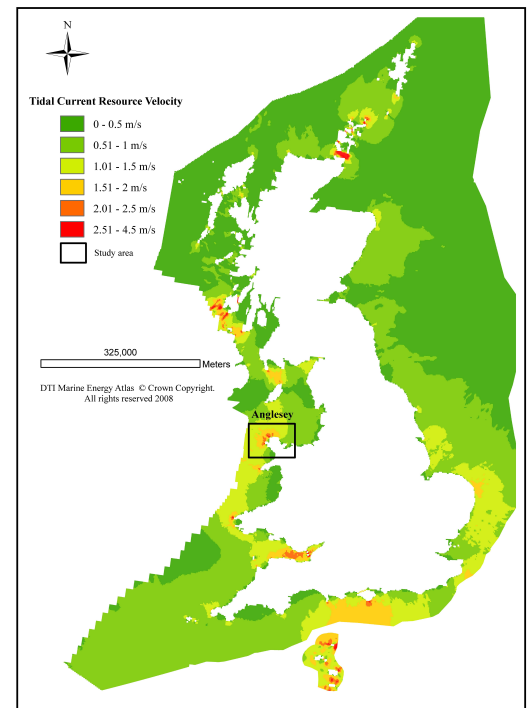 N
Tidal Current Resource Velocity
0 - 0.5 m/s
0.51 - 1 m/s
1.01 - 1.5 m/s
1.51 - 2 m/s
2.01 - 2.5 m/s
2.51 - 4.5 m/s
Study area
325,000
Meters
DTI Marine Energy Atlas © Crown Copyright.
All rights reserved 2008
Anglesey